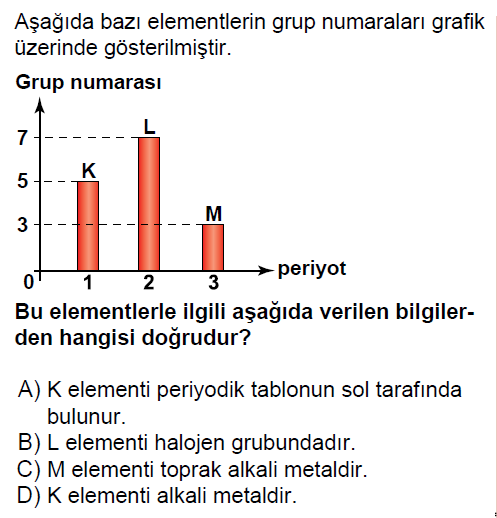 Aşağıda bazı elementlerin grup numaraları grafik
üzerinde gösterilmiştir.
Grup numarası
7
5
3
0
K
L
M
1
2
3
periyot
Bu elementlerle ilgili aşağıda verilen bilgiler-
den hangisi doğrudur?
A) K elementi periyodik tablonun sol tarafında
bulunur.
B) L elementi halojen grubundadır.
C) M elementi toprak alkali metaldir.
D) K elementi alkali metaldir.